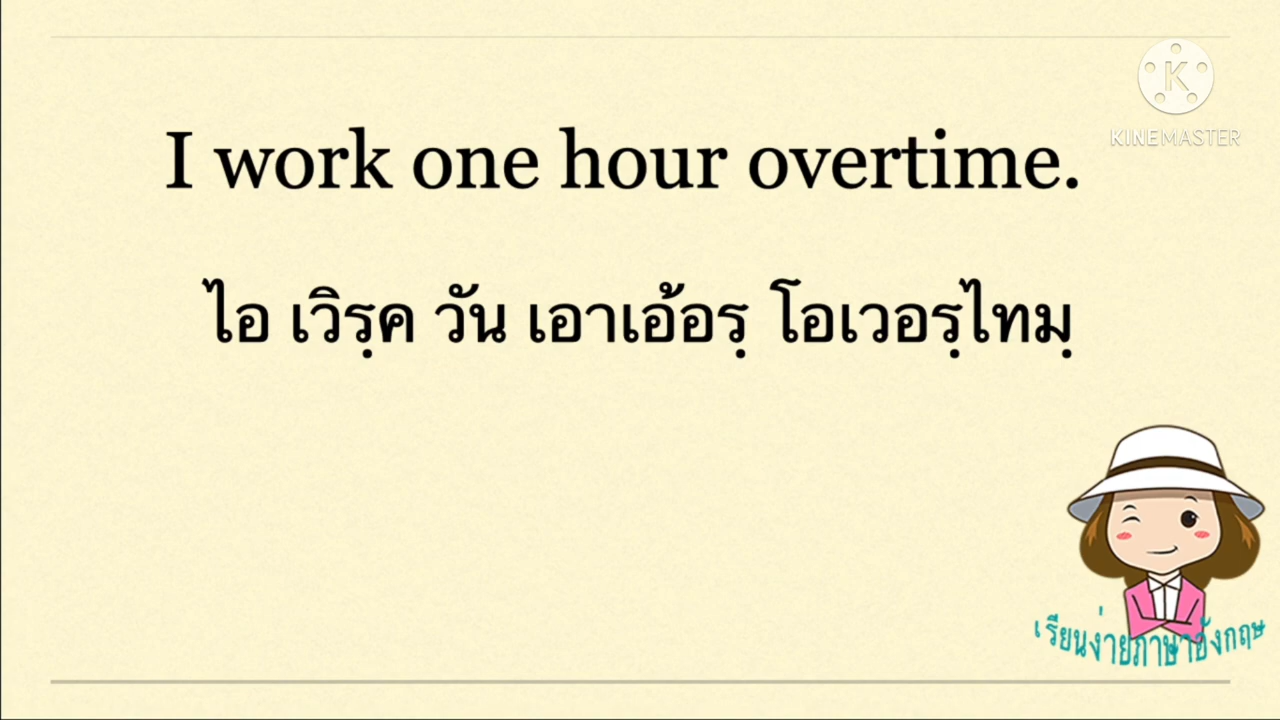 K
KINEMASTER
I work one hour overtime.
ไอ เวิรฺค วัน เอาเอ้อรฺ โอเวอรฺไทมฺ
เรียนง่ายภาษาอังกฤษ